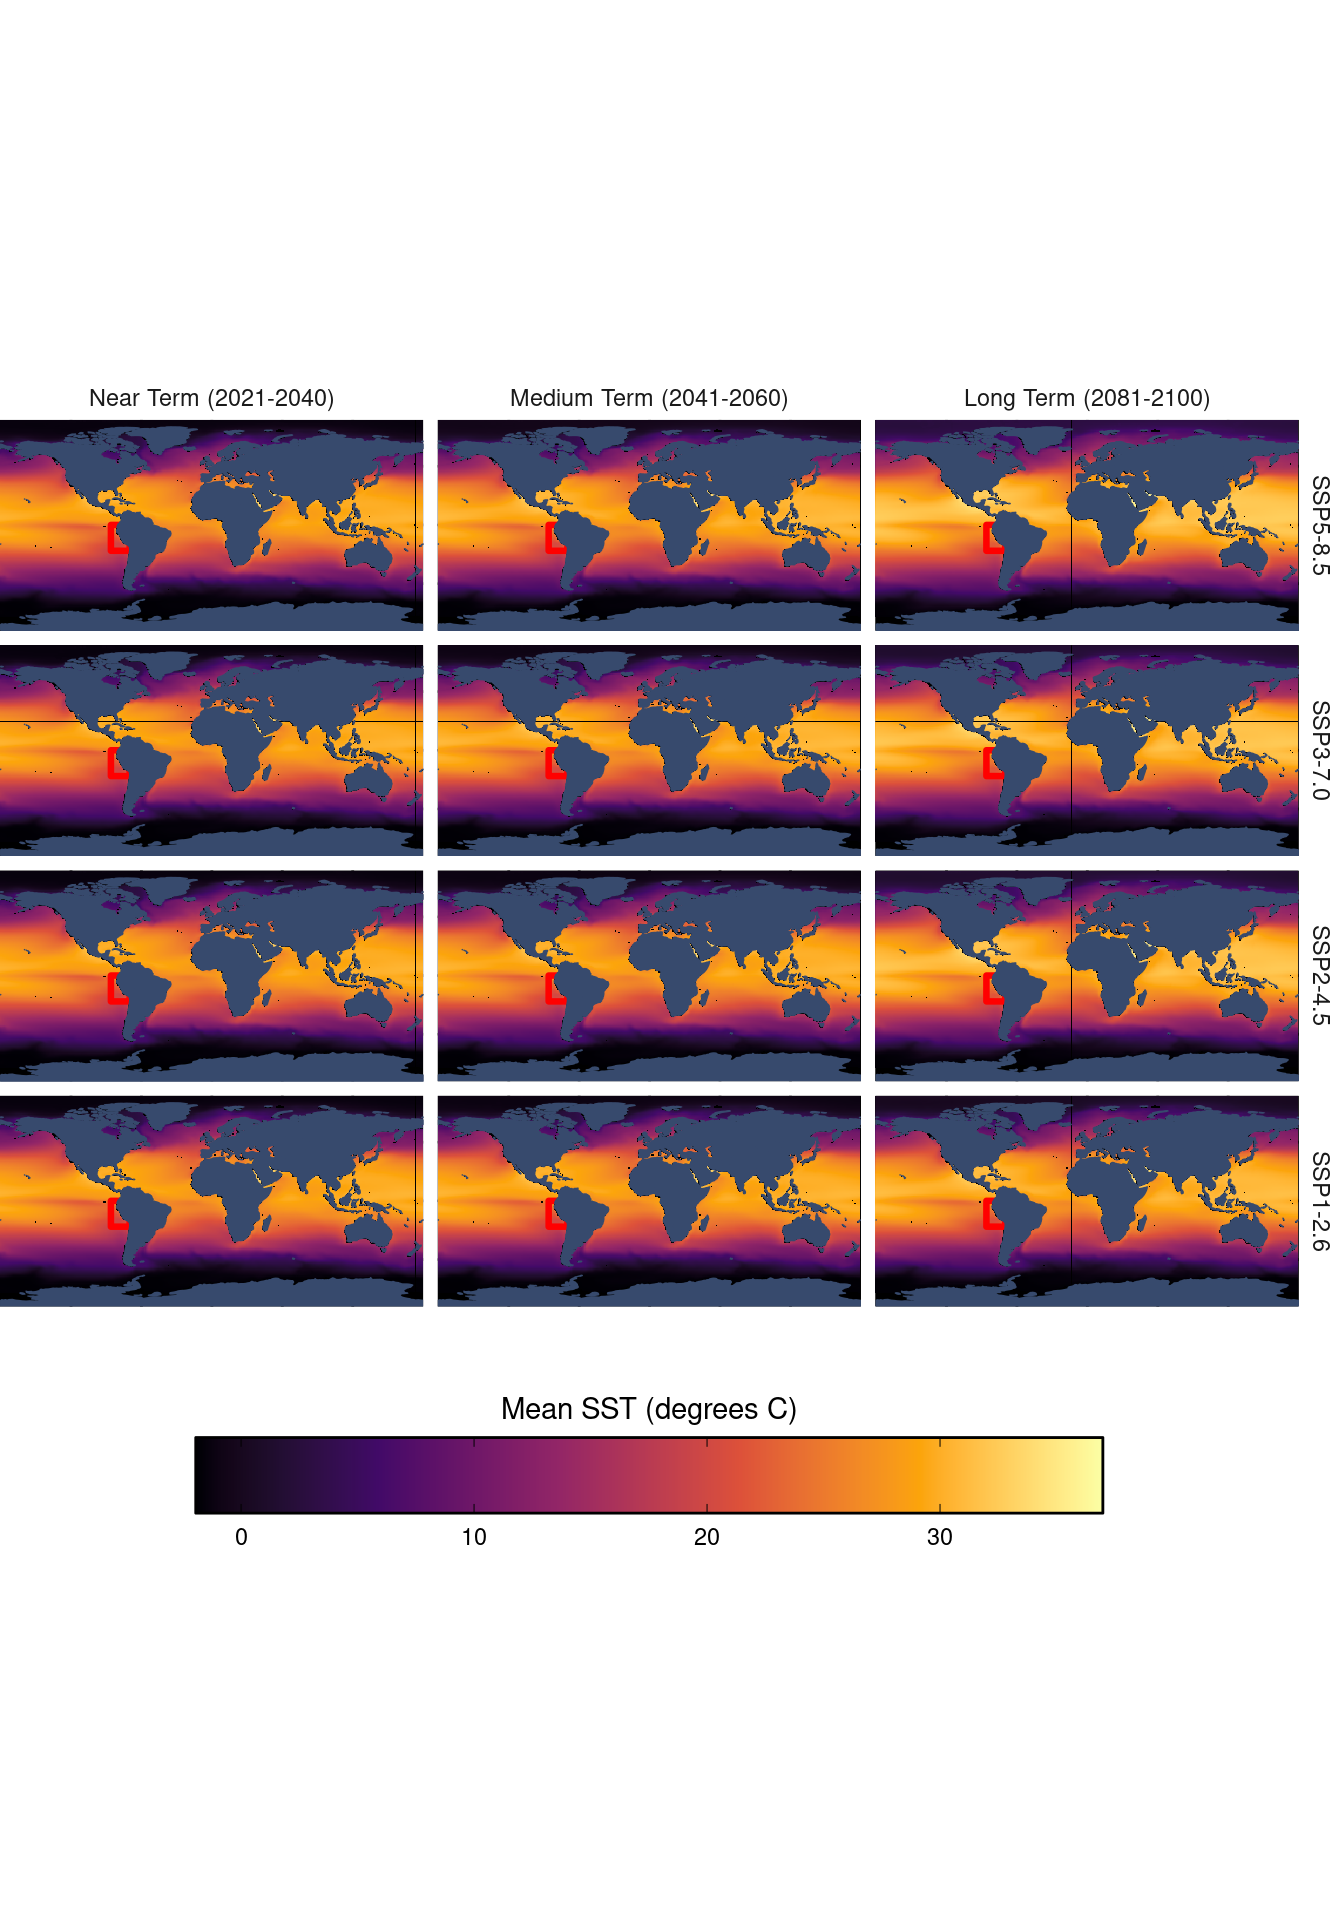 Near Term (2021-2040)
Medium Term (2041-2060)
Long Term (2081-2100)
SSP5-8.5
SSP3-7.0
SSP2-4.5
SSP1-2.6
Mean SST (degrees C)
0
10
20
30